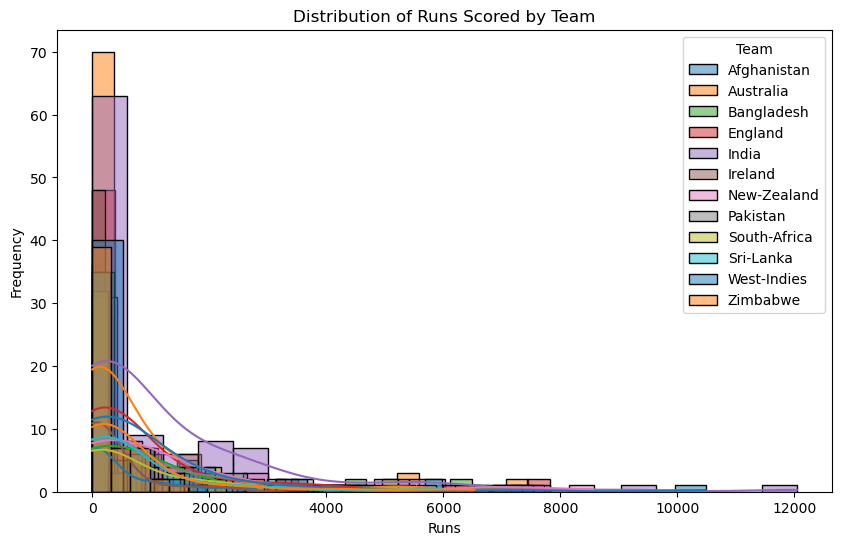 Distribution of Runs Scored by Team
70
60
50
40
30
20
10
0
Frequency
0
2000
4000
6000
8000
10000
12000
Runs
Team
Afghanistan
Australia
Bangladesh
England
India
Ireland
New-Zealand
Pakistan
South-Africa
Sri-Lanka
West-Indies
Zimbabwe